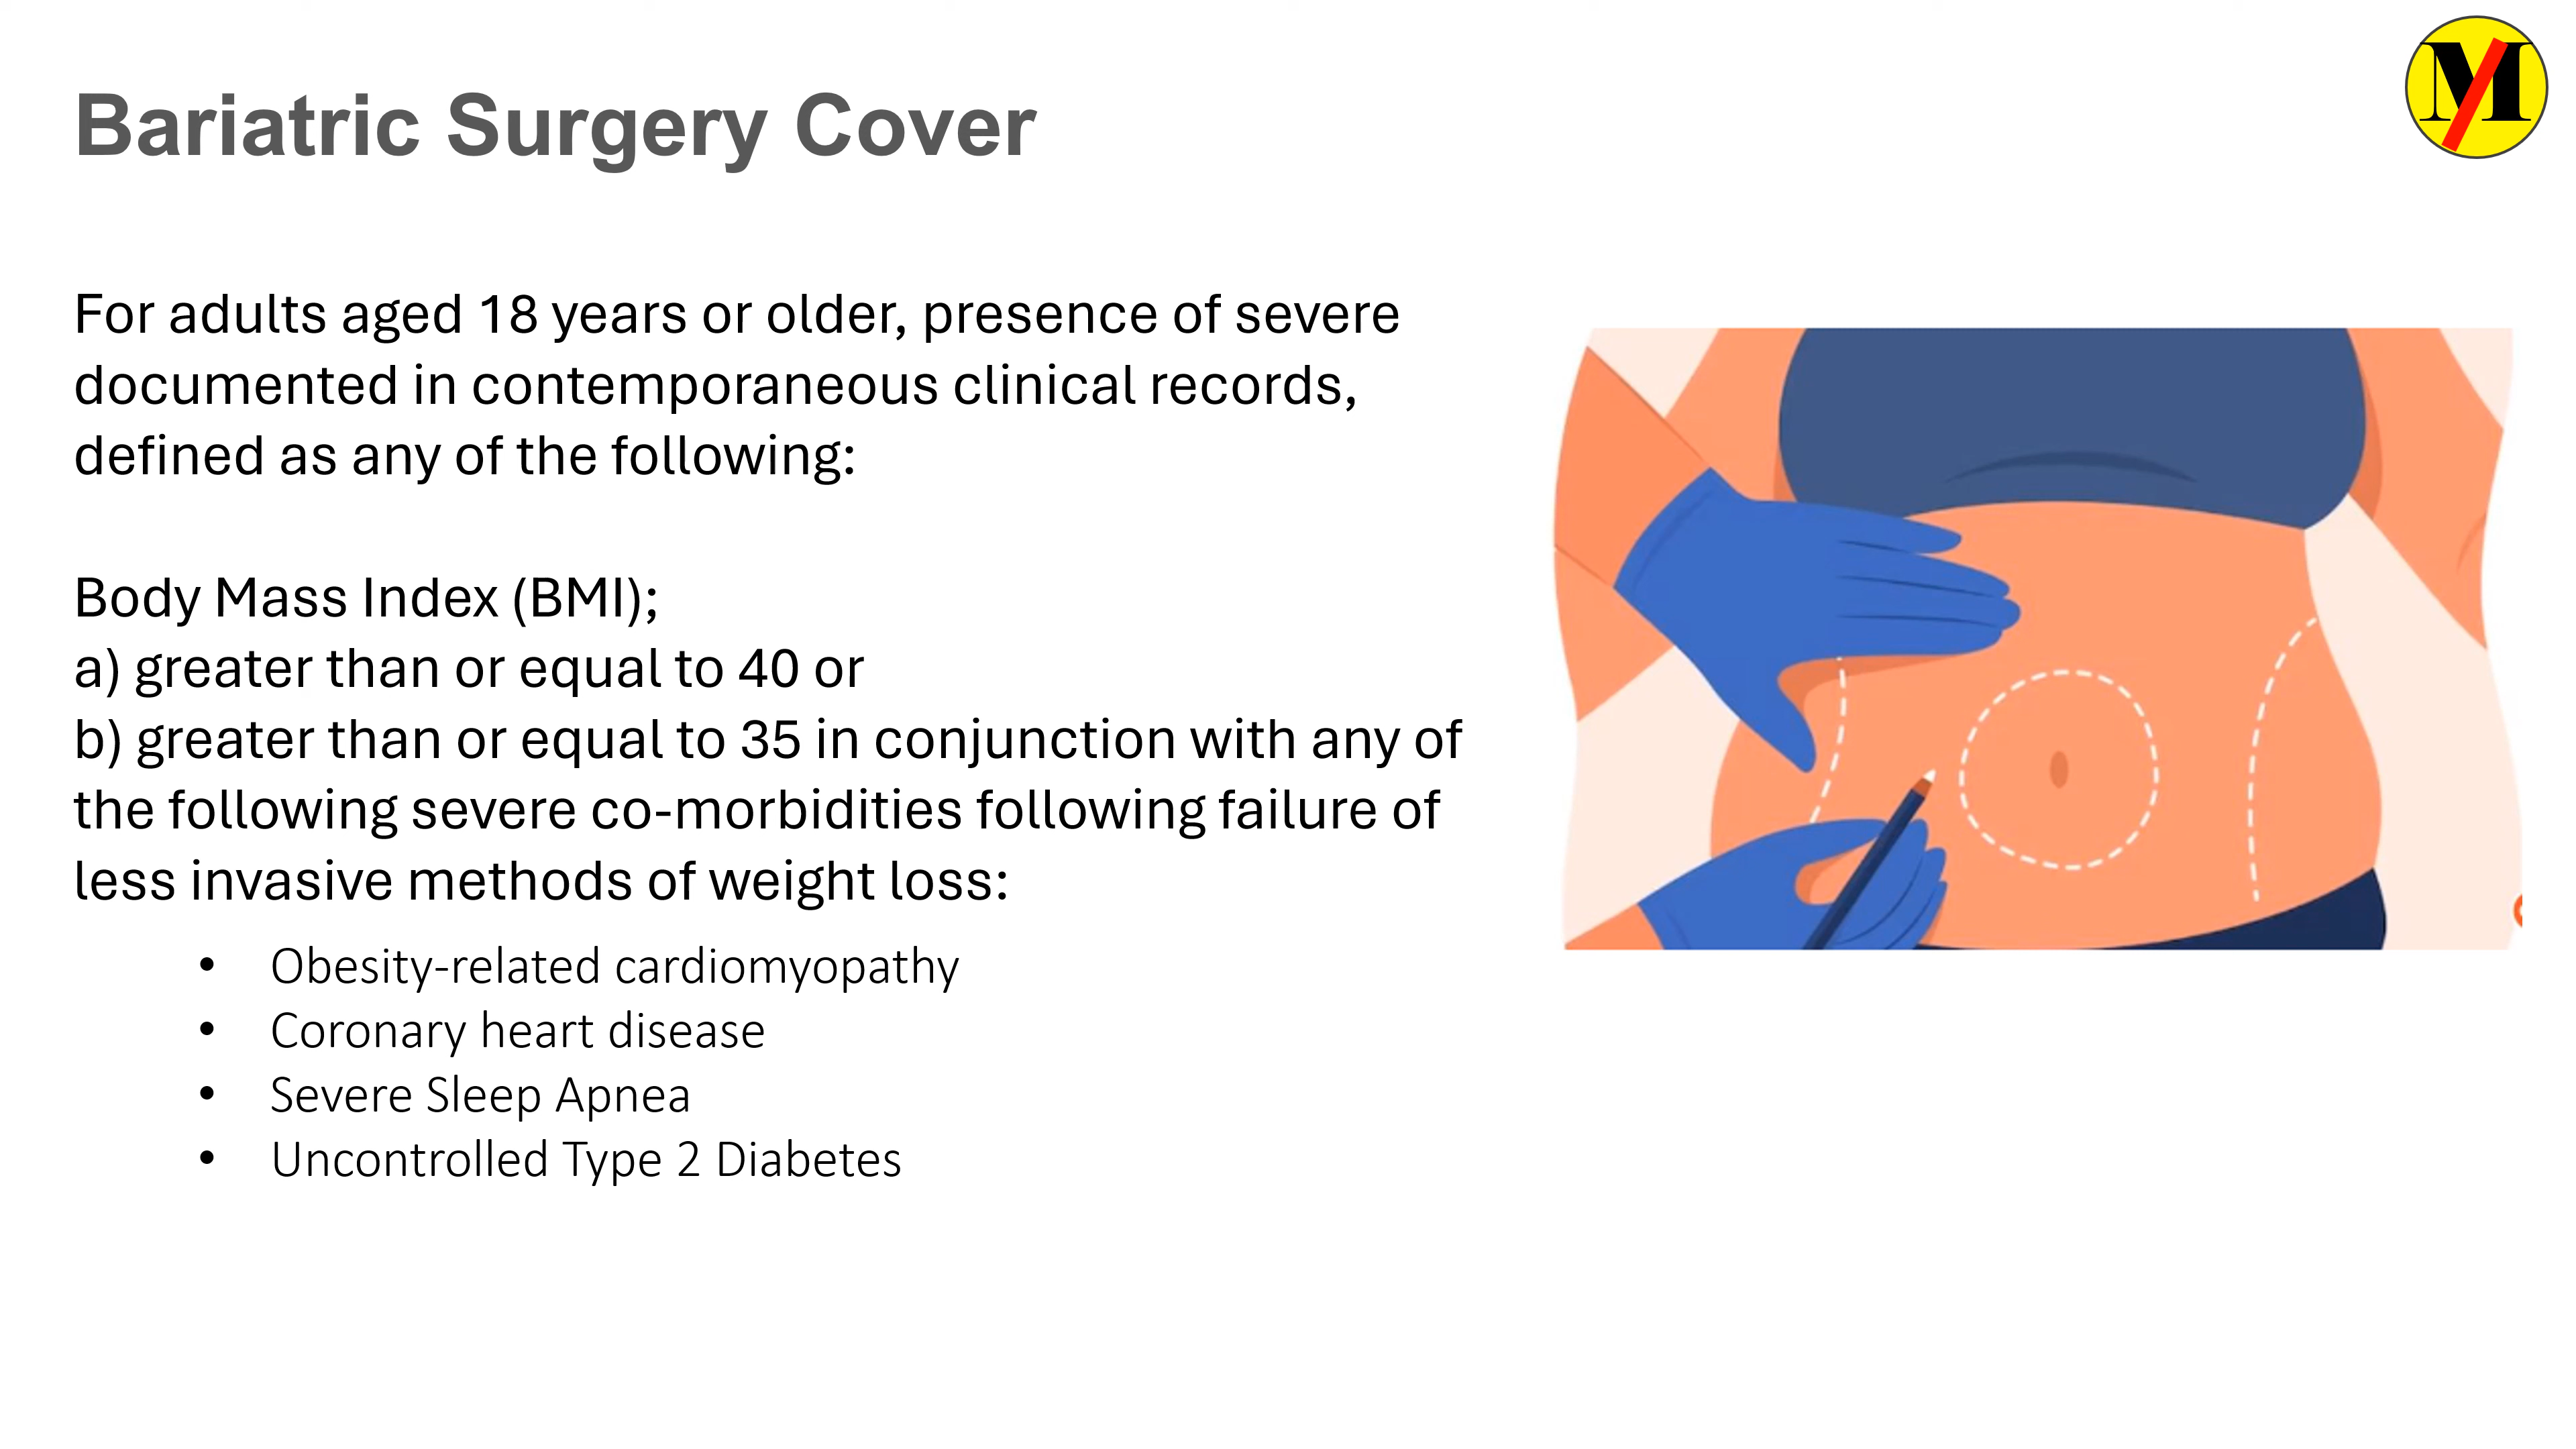 Bariatric Surgery Cover
M
For adults aged 18 years or older, presence of severe
documented in contemporaneous clinical records,
defined as any of the following:
Body Mass Index (BMI);
a) greater than or equal to 40 or
b) greater than or equal to 35 in conjunction with any of
the following severe co-morbidities following failure of
less invasive methods of weight loss:
• Obesity-related cardiomyopathy
• Coronary heart disease
• Severe Sleep Apnea
• Uncontrolled Type 2 Diabetes